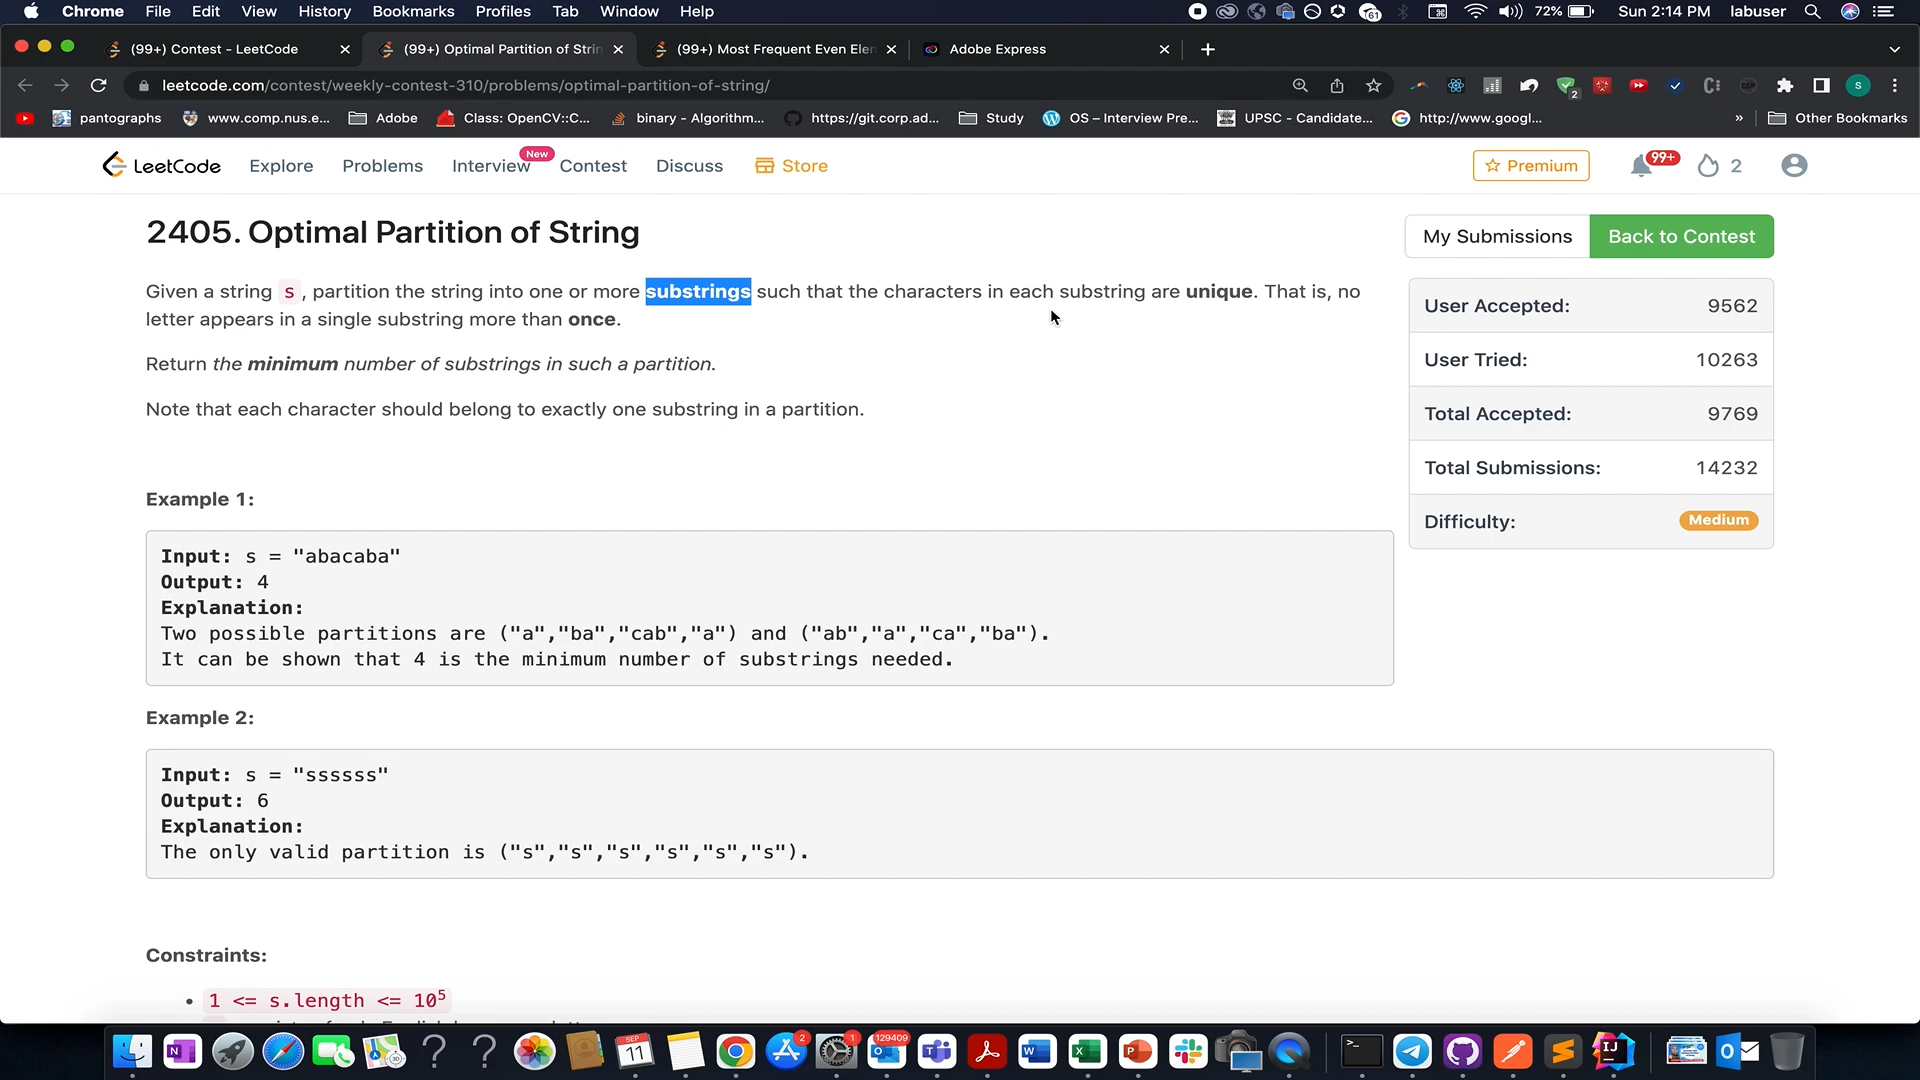 Chrome File Edit View History Bookmarks Profiles Tab Window Help 61 72% Sun 2:14 PM labuser
(99+) Contest - LeetCode (99+) Optimal Partition of Strin (99+) Most Frequent Even Elem Adobe Express
leetcode.com/contest/weekly-contest-310/problems/optimal-partition-of-string/ 2 S
pantographs www.comp.nus.e... Adobe Class: OpenCV::C... binary - Algorithm... https://git.corp.ad... Study OS – Interview Pre... UPSC - Candidate... http://www.googl... » Other Bookmarks
LeetCode Explore Problems Interview New Contest Discuss Store Premium 99+ 2
2405. Optimal Partition of String
My Submissions Back to Contest
Given a string s, partition the string into one or more substrings such that the characters in each substring are unique. That is, no
letter appears in a single substring more than once.
Return the minimum number of substrings in such a partition.
Note that each character should belong to exactly one substring in a partition.
User Accepted: 9562
User Tried: 10263
Total Accepted: 9769
Total Submissions: 14232
Difficulty: Medium
Example 1:
Input: s = "abacaba"
Output: 4
Explanation:
Two possible partitions are ("a","ba","cab","a") and ("ab","a","ca","ba").
It can be shown that 4 is the minimum number of substrings needed.
Example 2:
Input: s = "ssssss"
Output: 6
Explanation:
The only valid partition is ("s","s","s","s","s","s").
Constraints:
• 1 <= s.length <= 10⁵
N SEP 11 2 1 129409 W X P IJ